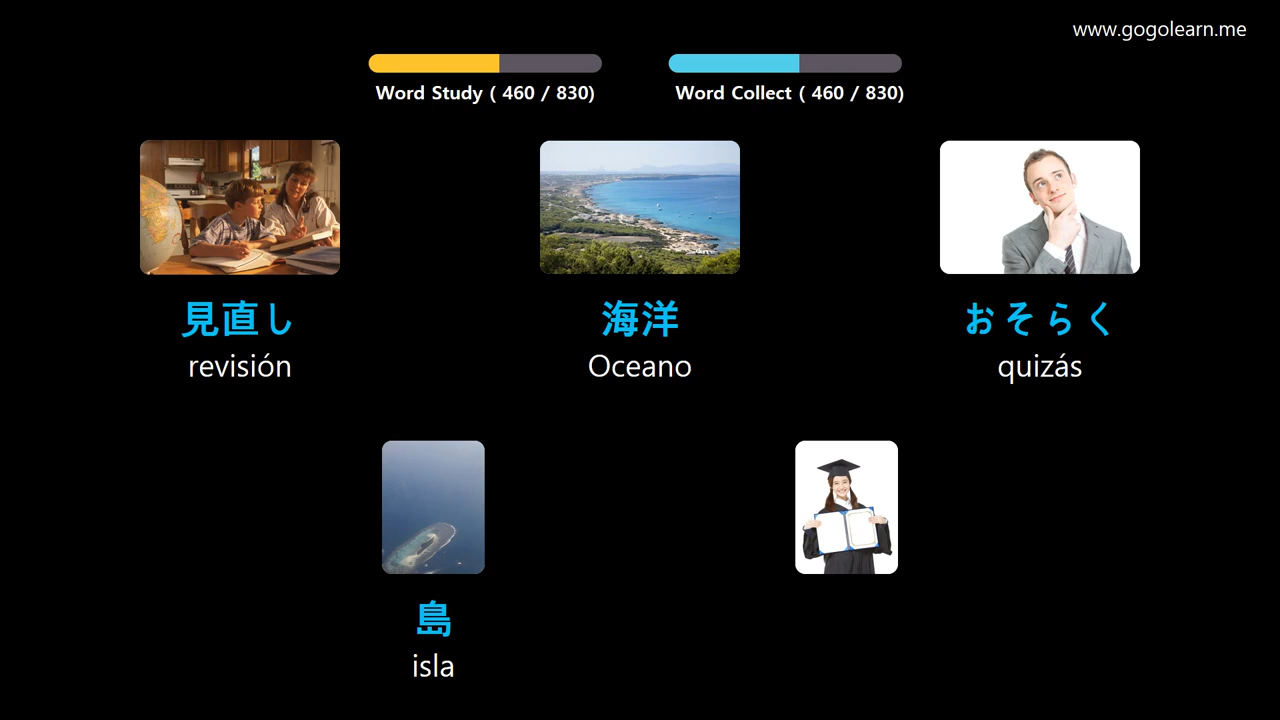 www.gogolearn.me
Word Study ( 460 / 830)
Word Collect ( 460 / 830)
見直し
revisión
海洋
Oceano
おそらく
quizás
島
isla